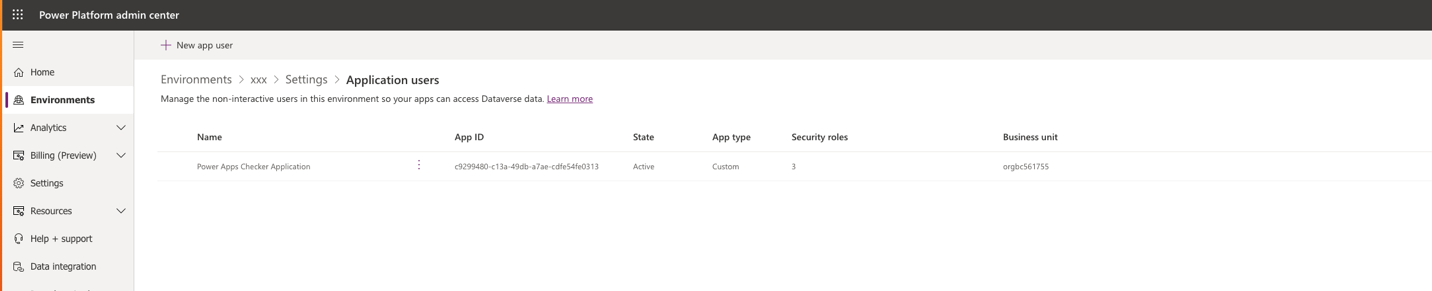 Power Platform admin center
New app user
Home
Environments
Analytics
Billing (Preview)
Settings
Resources
Help + support
Data integration
Environments > xxx > Settings > Application users
Manage the non-interactive users in this environment so your apps can access Dataverse data. Learn more
Name App ID State App type Security roles Business unit
Power Apps Checker Application c9299480-c13a-49db-a7ae-cdfe54fe0313 Active Custom 3 orgbc561755